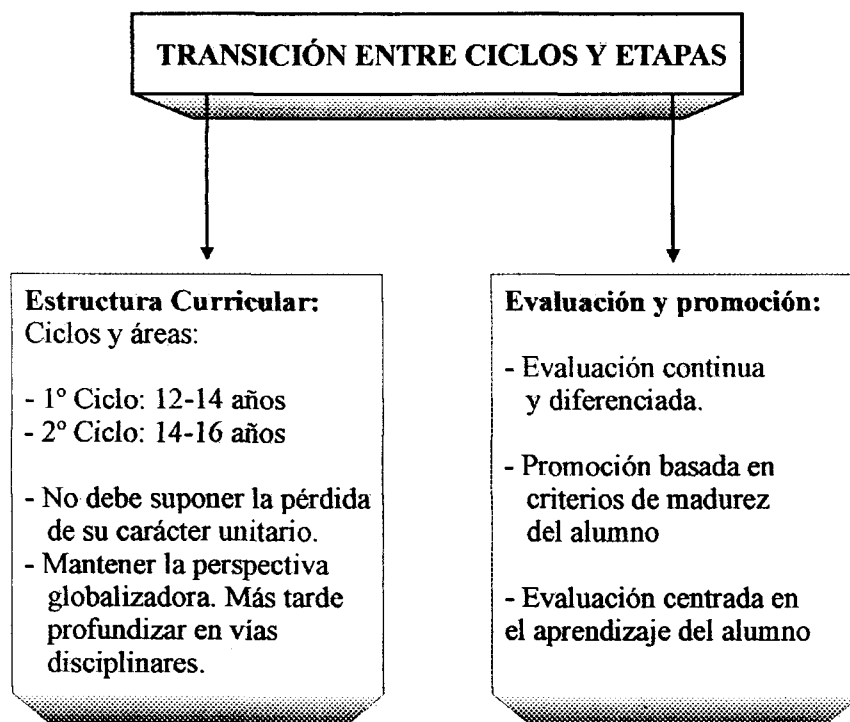 TRANSICIÓN ENTRE CICLOS Y ETAPAS
Estructura Curricular:
Ciclos y áreas:
- 1º Ciclo: 12-14 años
- 2º Ciclo: 14-16 años
- No debe suponer la pérdida
de su carácter unitario.
- Mantener la perspectiva
globalizadora. Más tarde
profundizar en vías
disciplinares.
Evaluación y promoción:
- Evaluación continua
y diferenciada.
- Promoción basada en
criterios de madurez
del alumno
- Evaluación centrada en
el aprendizaje del alumno